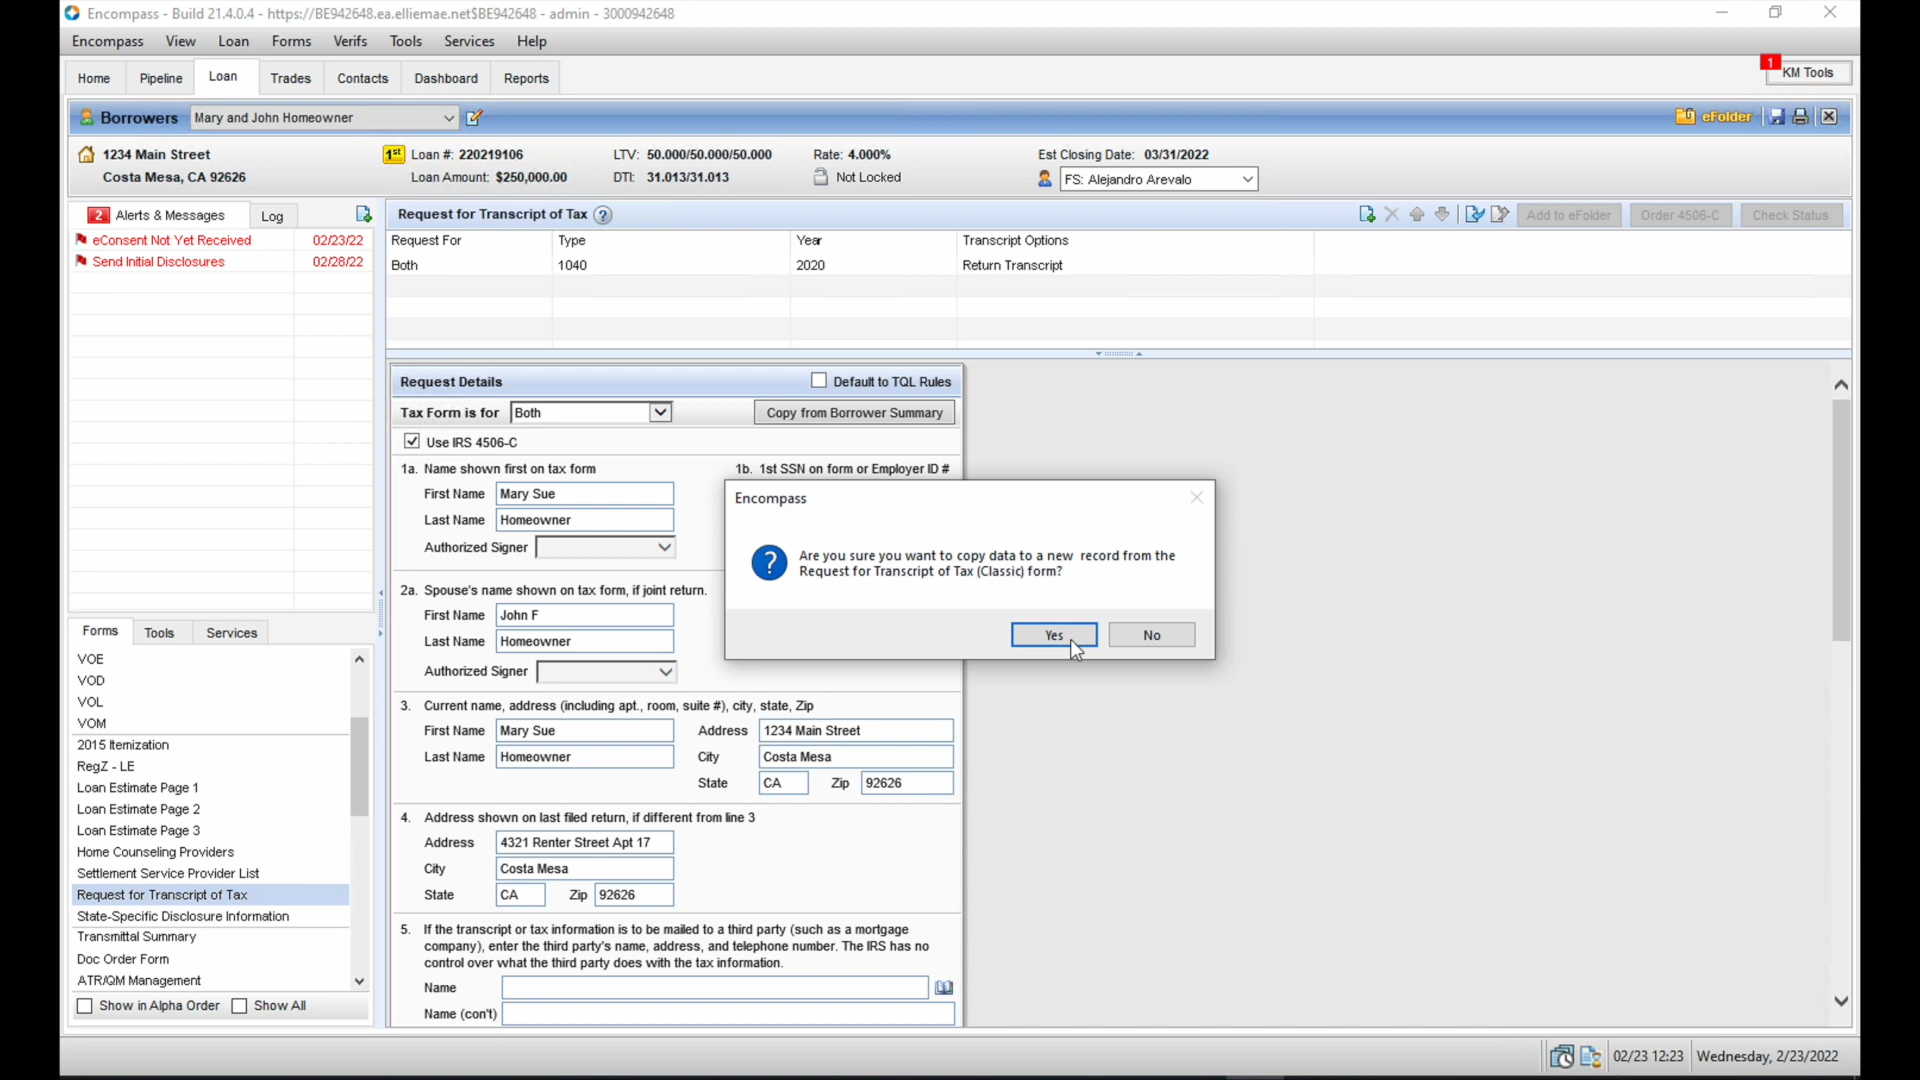 Encompass - Build 21.4.0.4 - https://BE942648.ea.elliemae.net$BE942648 - admin - 3000942648
Encompass View Loan Forms Verifs Tools Services Help
Home Pipeline Loan Trades Contacts Dashboard Reports
1 KM Tools
Borrowers Mary and John Homeowner eFolder
1234 Main Street 1st Loan #: 220219106 LTV: 50.000/50.000/50.000 Rate: 4.000% Est Closing Date: 03/31/2022
Costa Mesa, CA 92626 Loan Amount: $250,000.00 DTI: 31.013/31.013 Not Locked FS: Alejandro Arevalo
2 Alerts & Messages Log
eConsent Not Yet Received 02/23/22
Send Initial Disclosures 02/28/22
Request for Transcript of Tax ? Add to eFolder Order 4506-C Check Status
Request For Type Year Transcript Options
Both 1040 2020 Return Transcript
Request Details Default to TQL Rules
Tax Form is for Both Copy from Borrower Summary
Use IRS 4506-C
1a. Name shown first on tax form 1b. 1st SSN on form or Employer ID #
First Name Mary Sue
Last Name Homeowner
Authorized Signer
2a. Spouse's name shown on tax form, if joint return.
First Name John F
Last Name Homeowner
Authorized Signer
3. Current name, address (including apt., room, suite #), city, state, Zip
First Name Mary Sue Address 1234 Main Street
Last Name Homeowner City Costa Mesa
State CA Zip 92626
4. Address shown on last filed return, if different from line 3
Address 4321 Renter Street Apt 17
City Costa Mesa
State CA Zip 92626
5. If the transcript or tax information is to be mailed to a third party (such as a mortgage
company), enter the third party's name, address, and telephone number. The IRS has no
control over what the third party does with the tax information.
Name
Name (con't)
Encompass
? Are you sure you want to copy data to a new record from the
Request for Transcript of Tax (Classic) form?
Yes No
Forms Tools Services
VOE
VOD
VOL
VOM
2015 Itemization
RegZ - LE
Loan Estimate Page 1
Loan Estimate Page 2
Loan Estimate Page 3
Home Counseling Providers
Settlement Service Provider List
Request for Transcript of Tax
State-Specific Disclosure Information
Transmittal Summary
Doc Order Form
ATR/QM Management
Show in Alpha Order Show All
02/23 12:23 Wednesday, 2/23/2022